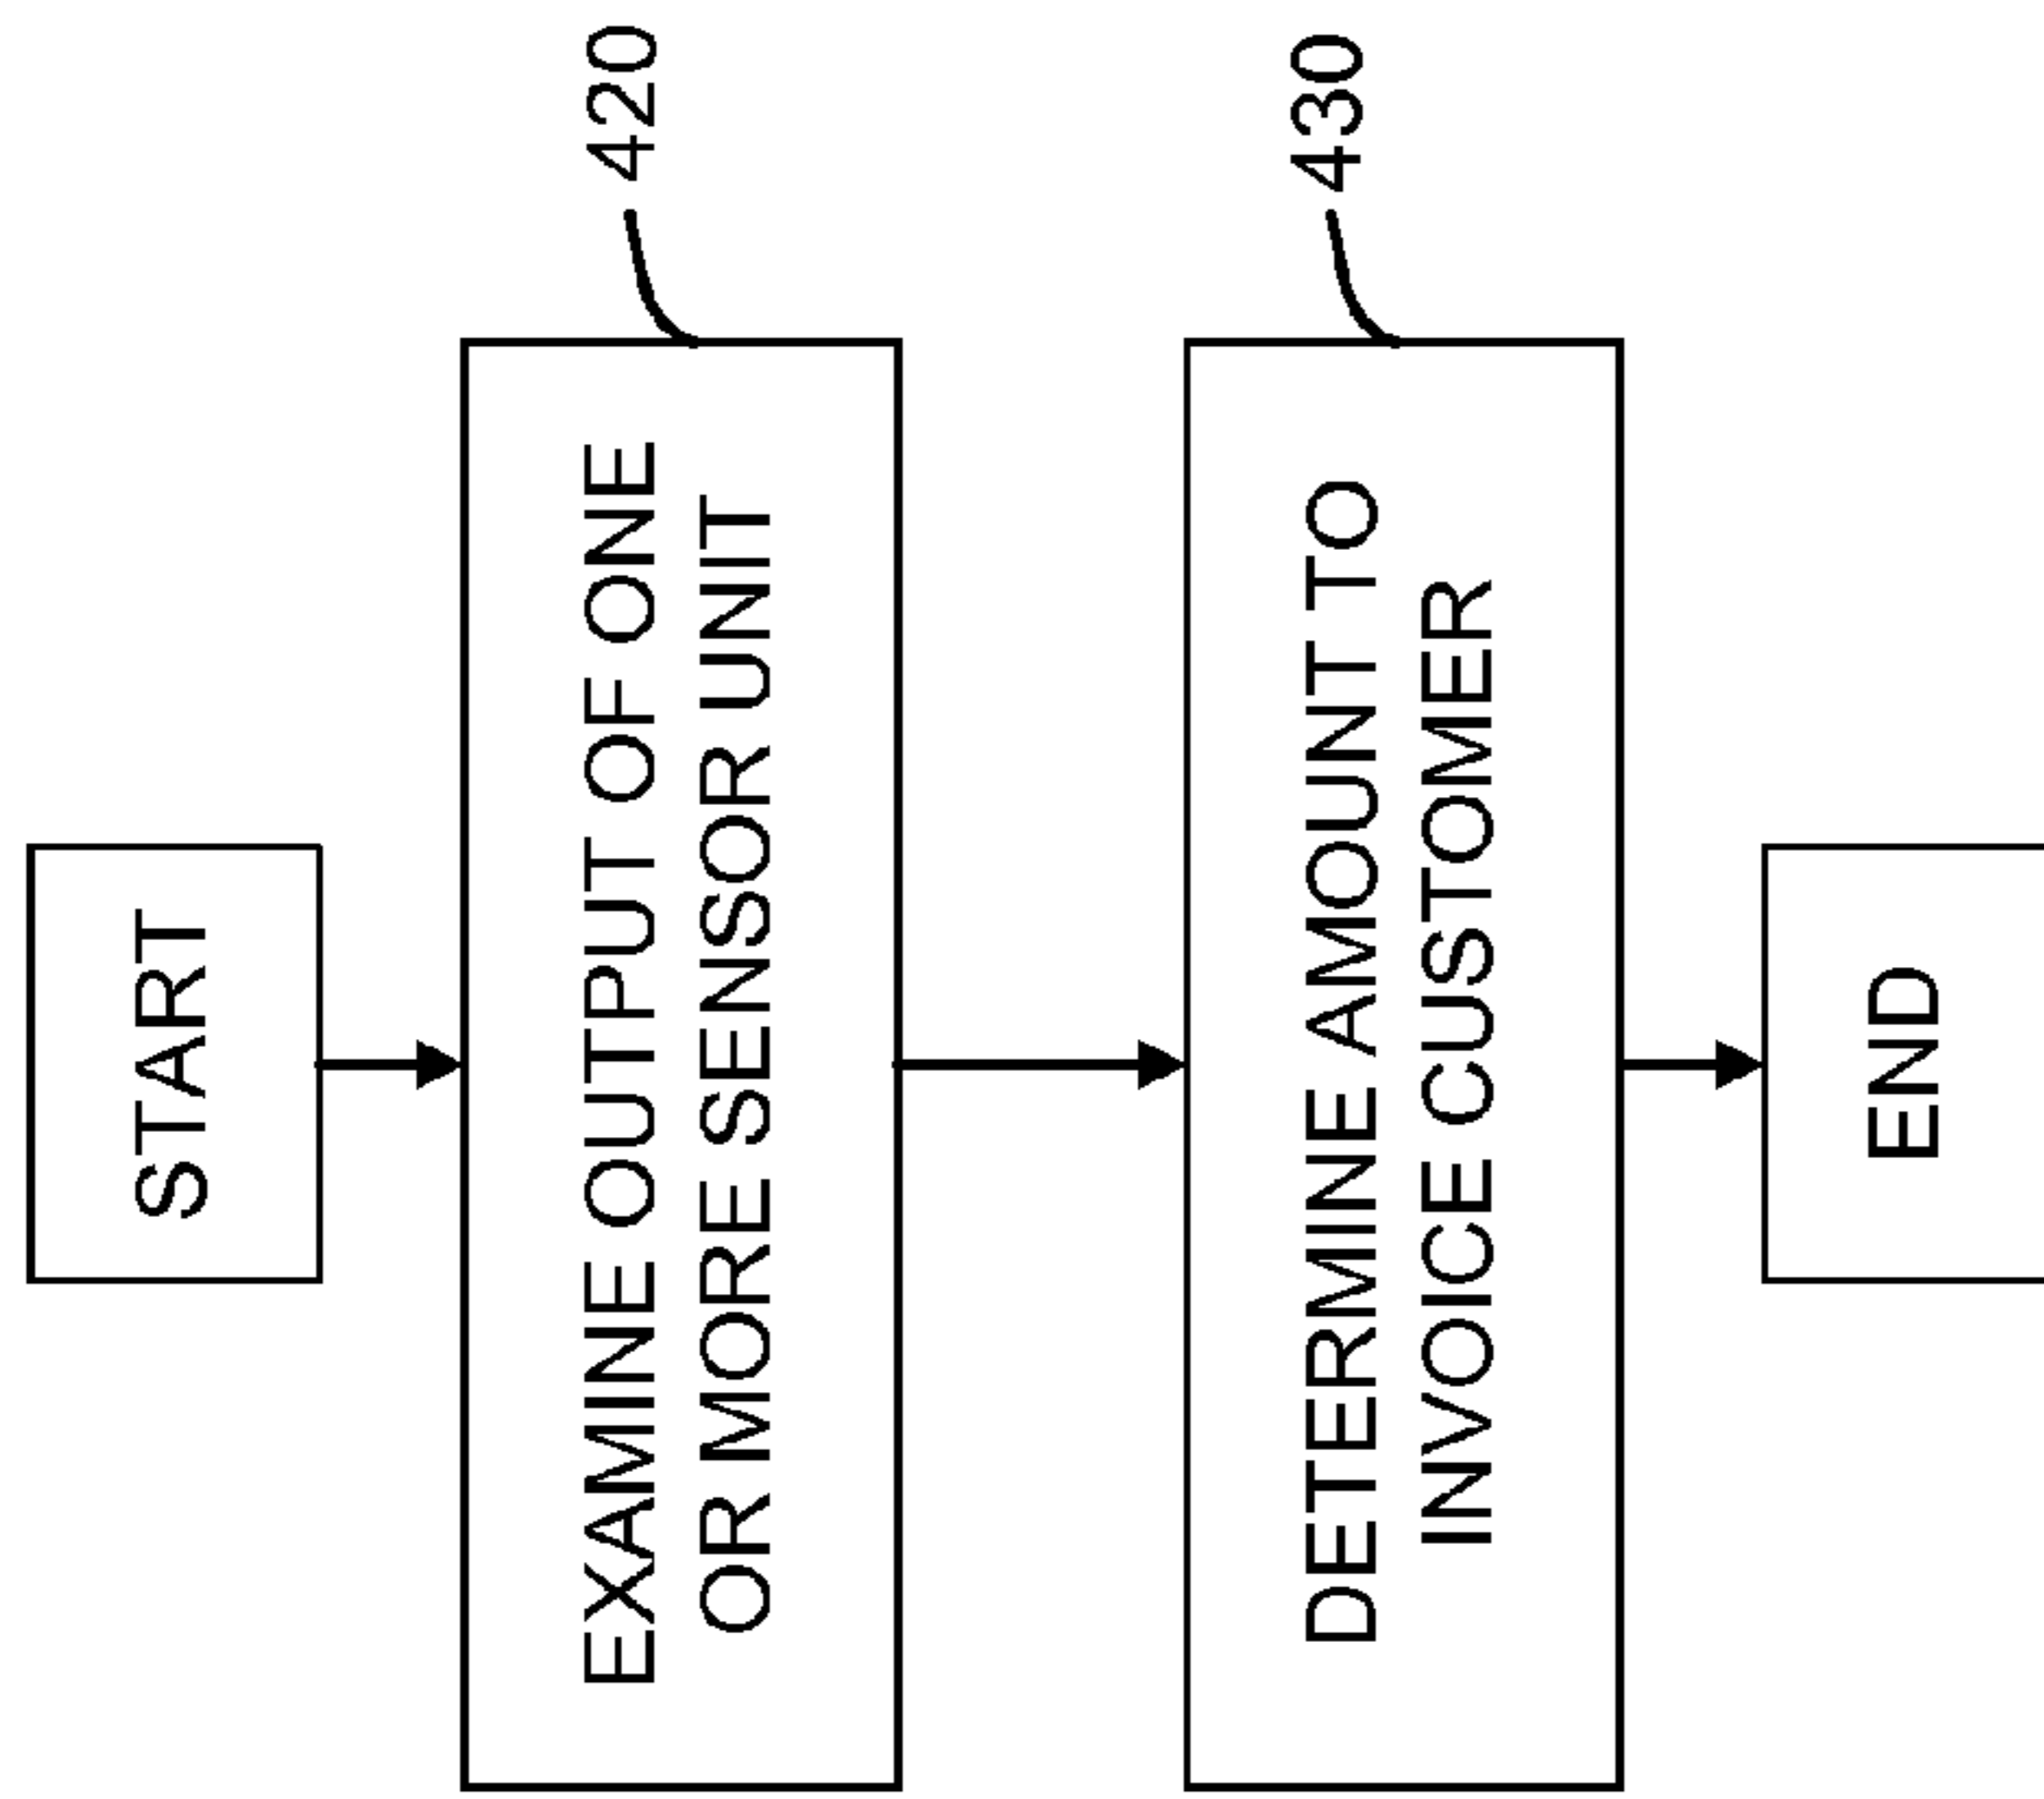 START
EXAMINE OUTPUT OF ONE
OR MORE SENSOR UNIT
420
DETERMINE AMOUNT TO
INVOICE CUSTOMER
430
END